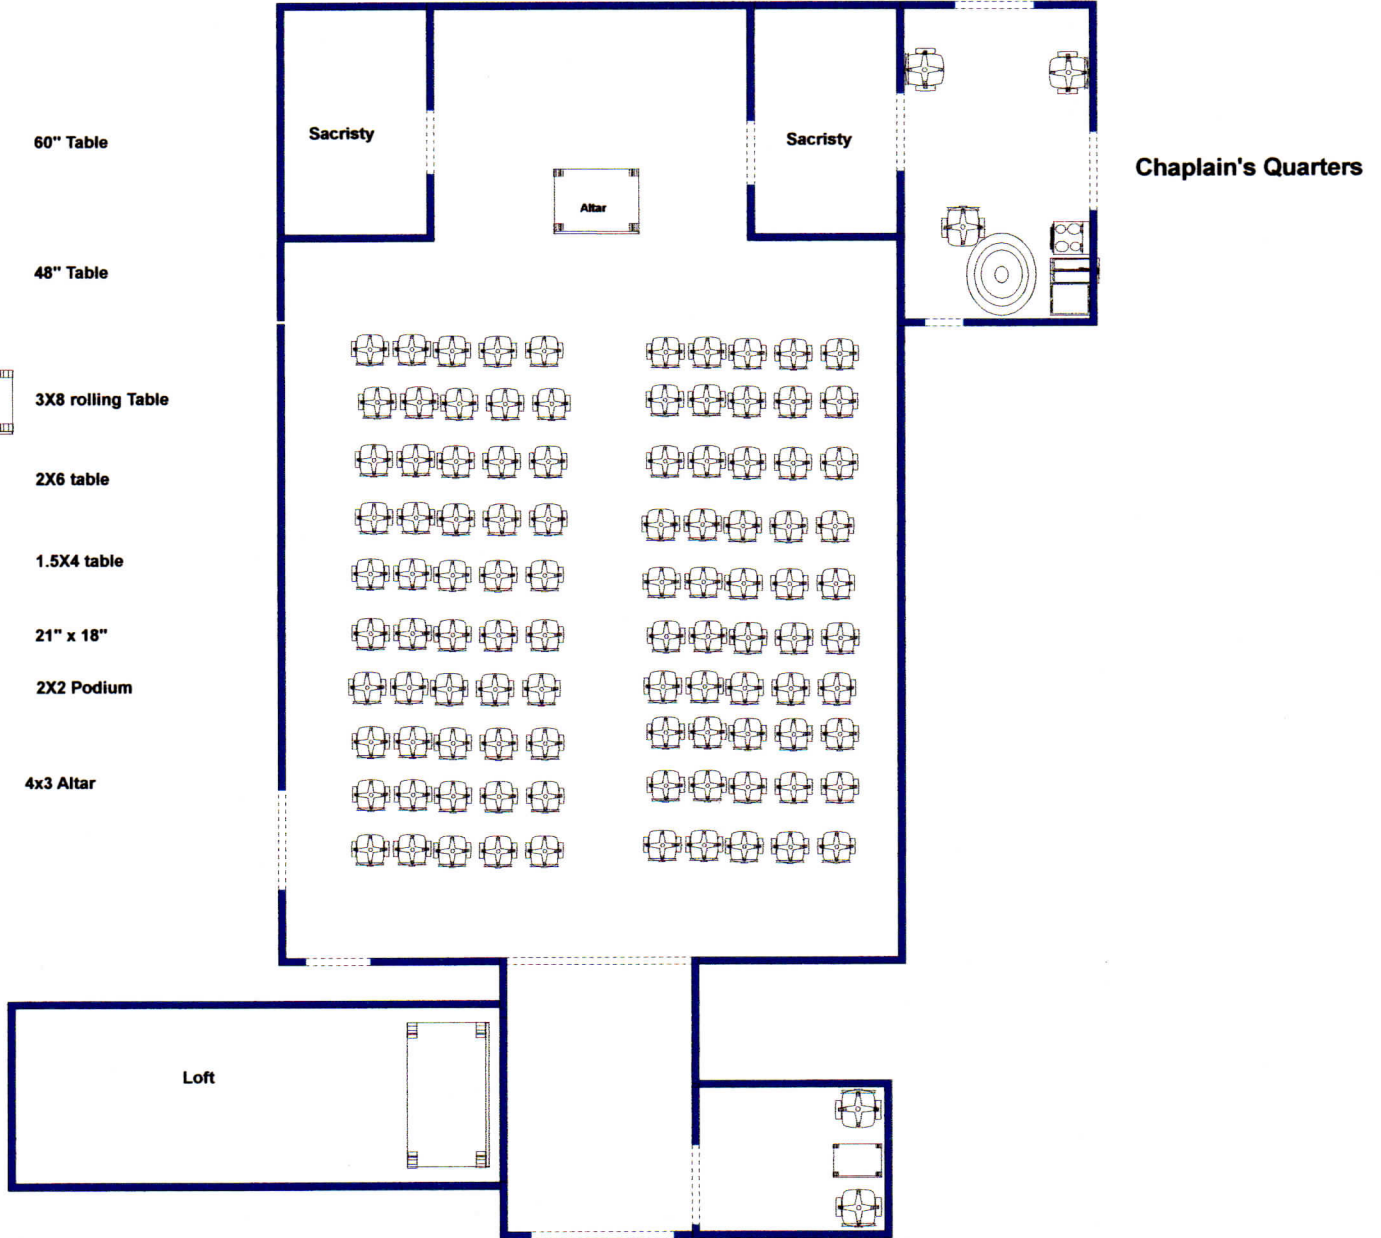 Sacristy
Sacristy
Altar
Chaplain's Quarters
60" Table
48" Table
3X8 rolling Table
2X6 table
1.5X4 table
21" x 18"
2X2 Podium
4x3 Altar
Loft